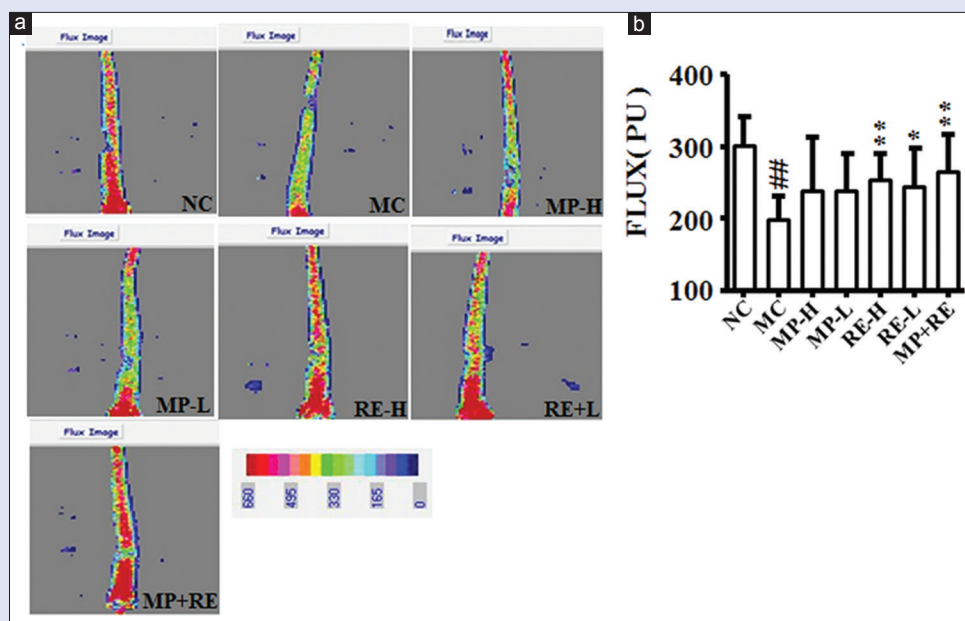 a
Flux Image
NC
Flux Image
MC
Flux Image
MP-H
Flux Image
MP-L
Flux Image
RE-H
Flux Image
RE+L
Flux Image
MP+RE
660 495 330 165 0
b
FLUX( PU )
400
300
200
100
##
**
*
**
NC
MC
MP-H
MP-L
RE-H
RE-L
MP+RE